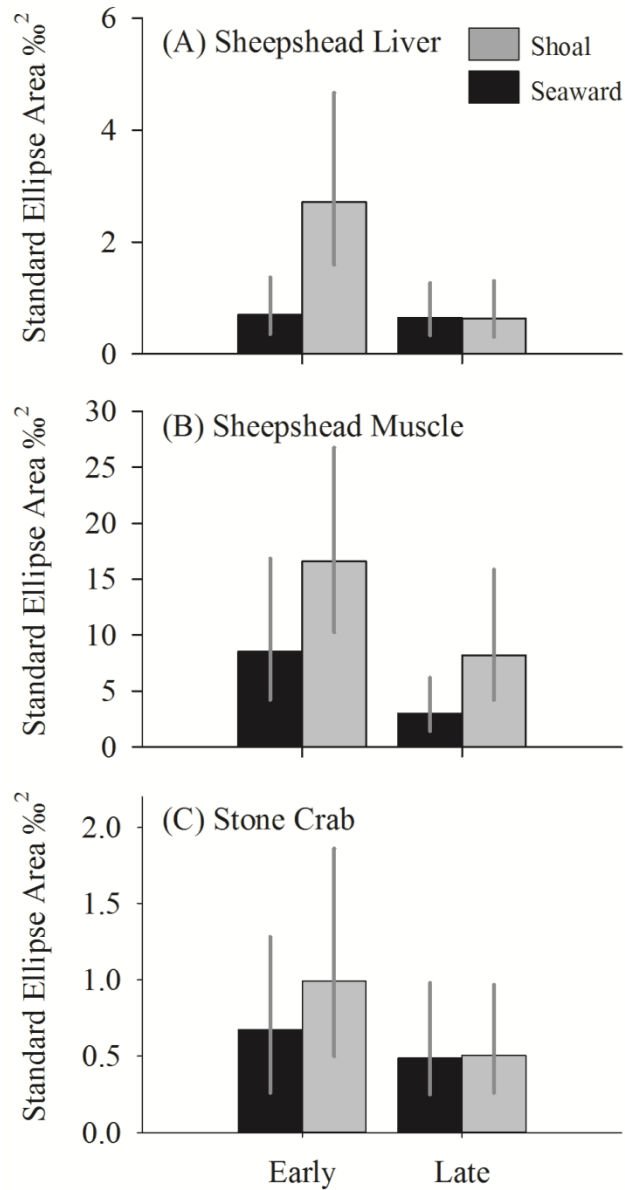 (A) Sheepshead Liver
Shoal
Seaward
Standard Ellipse Area ‰²
6
4
2
0
(B) Sheepshead Muscle
Standard Ellipse Area ‰²
30
25
20
15
10
5
0
(C) Stone Crab
Standard Ellipse Area ‰²
2.0
1.5
1.0
0.5
0.0
Early Late